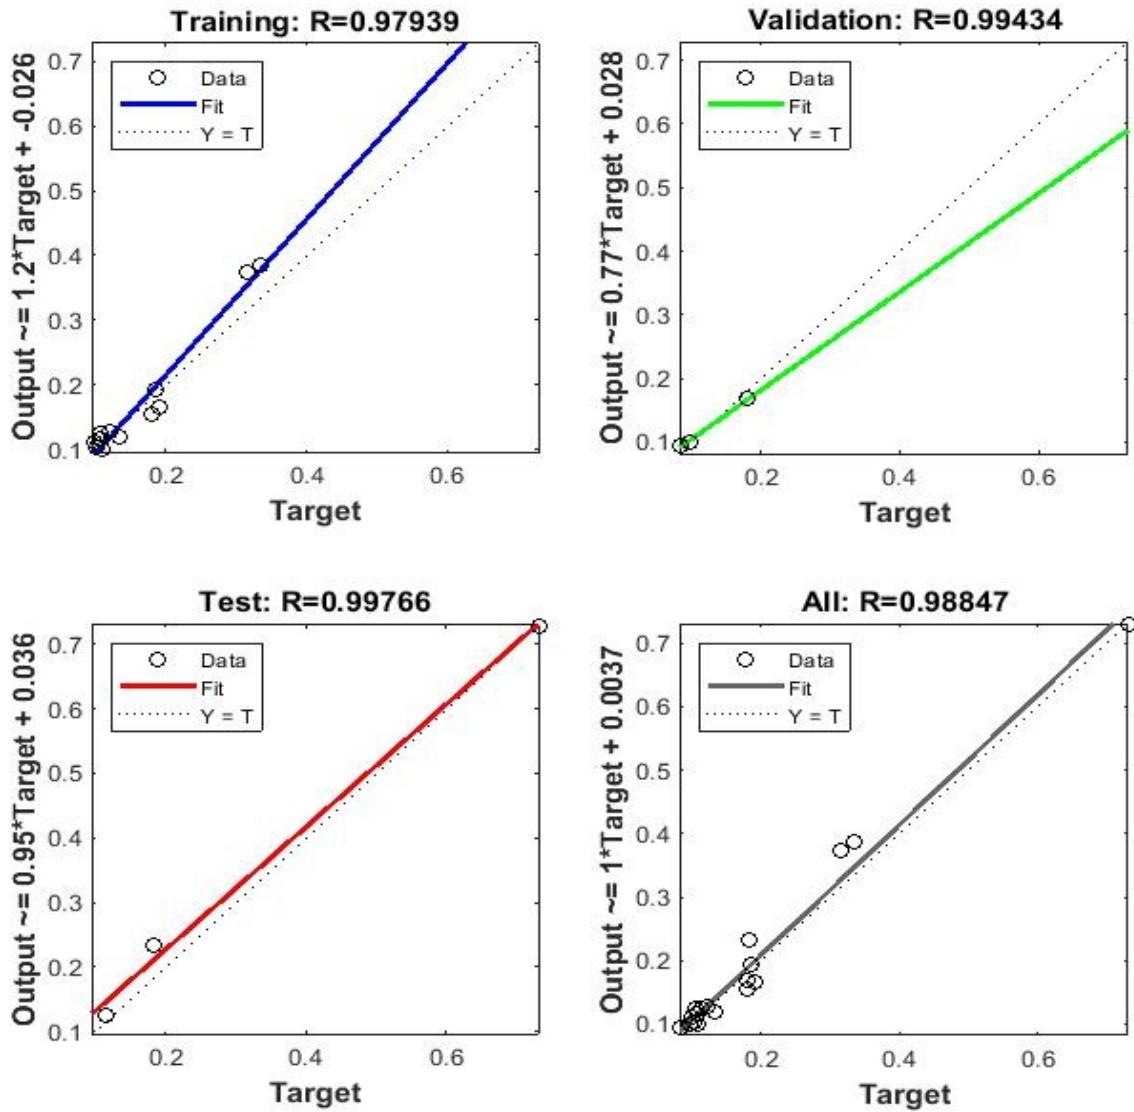 Training: R=0.97939
Output ~= 1.2*Target + -0.026
0.7
0.6
0.5
0.4
0.3
0.2
0.1
Data
Fit
Y = T
0.2 0.4 0.6
Target
Validation: R=0.99434
Output ~= 0.77*Target + 0.028
0.7
0.6
0.5
0.4
0.3
0.2
0.1
Data
Fit
Y = T
0.2 0.4 0.6
Target
Test: R=0.99766
Output ~= 0.95*Target + 0.036
0.7
0.6
0.5
0.4
0.3
0.2
0.1
Data
Fit
Y = T
0.2 0.4 0.6
Target
All: R=0.98847
Output ~= 1*Target + 0.0037
0.7
0.6
0.5
0.4
0.3
0.2
0.1
Data
Fit
Y = T
0.2 0.4 0.6
Target